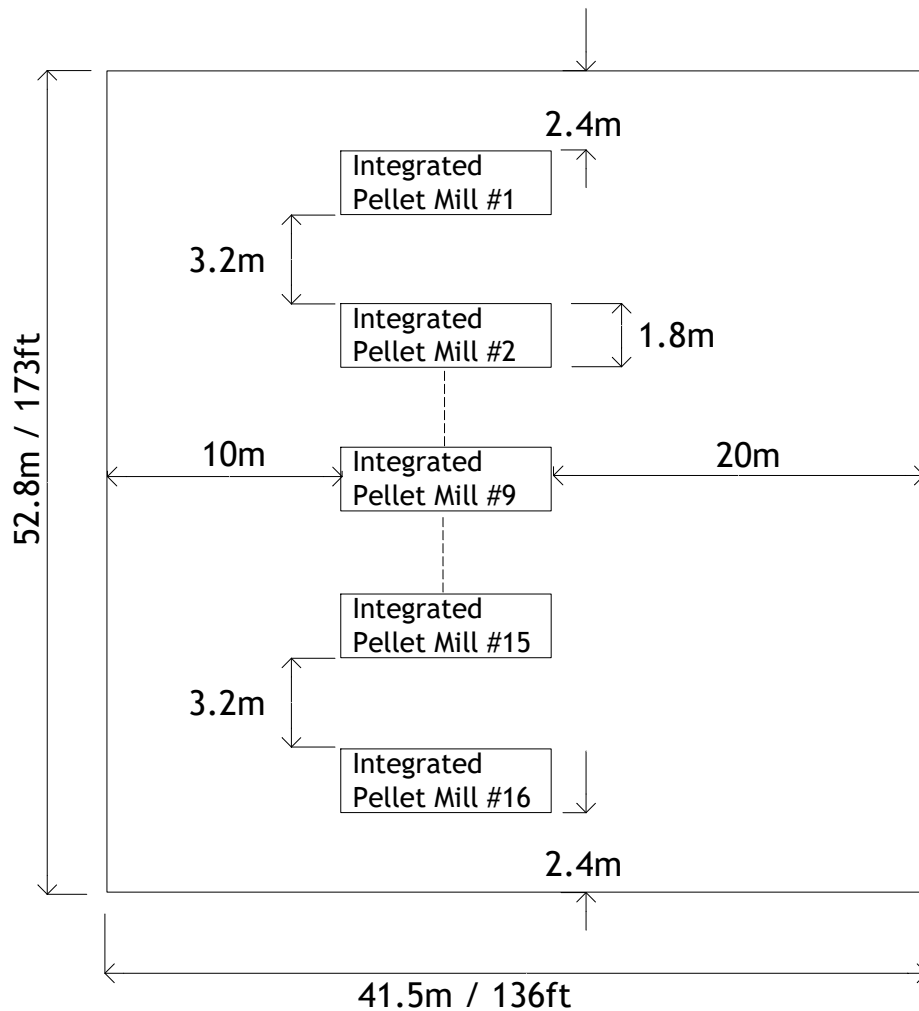 2.4m
Integrated
Pellet Mill #1
3.2m
Integrated
Pellet Mill #2
1.8m
52.8m / 173ft
10m
Integrated
Pellet Mill #9
20m
Integrated
Pellet Mill #15
3.2m
Integrated
Pellet Mill #16
2.4m
41.5m / 136ft